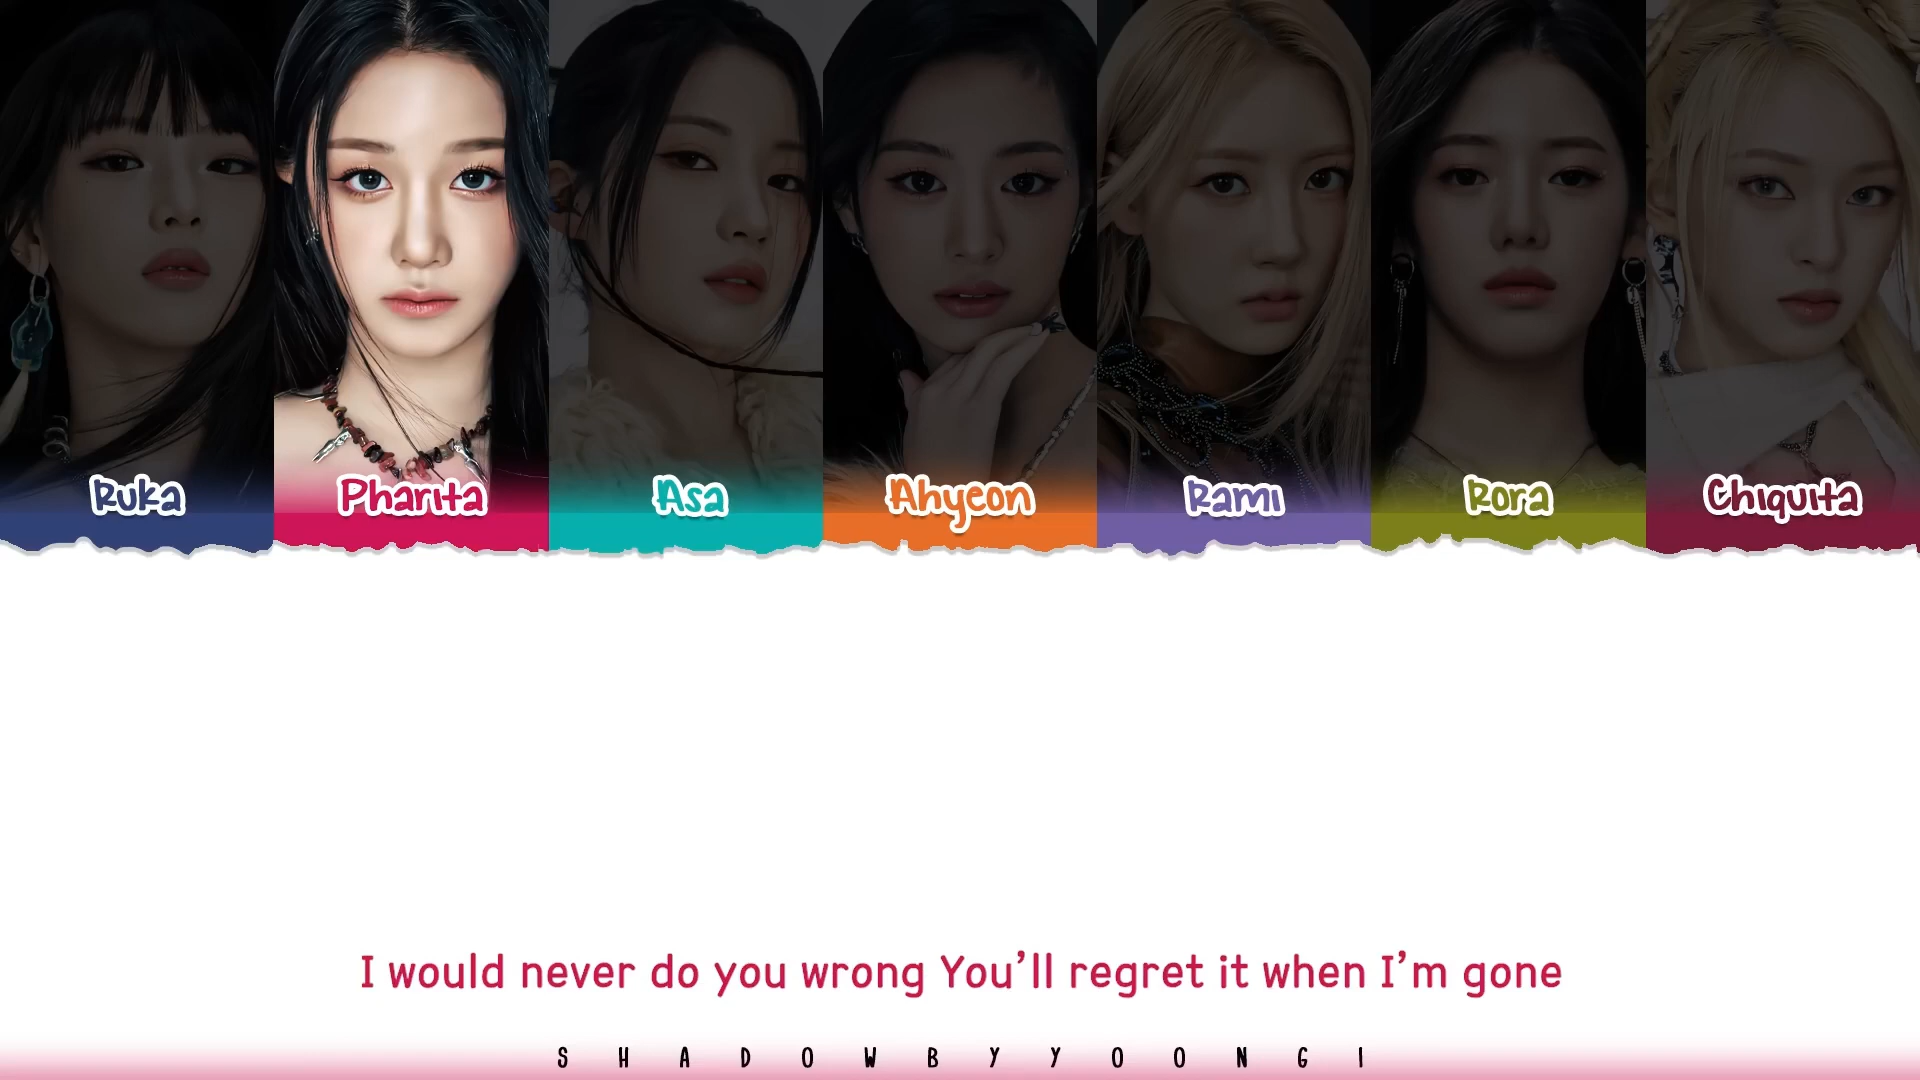 Ruka Pharita Asa Ahyeon Rami Rora Chiquita
I would never do you wrong You’ll regret it when I’m gone
S H A D O W B Y Y O O N G I